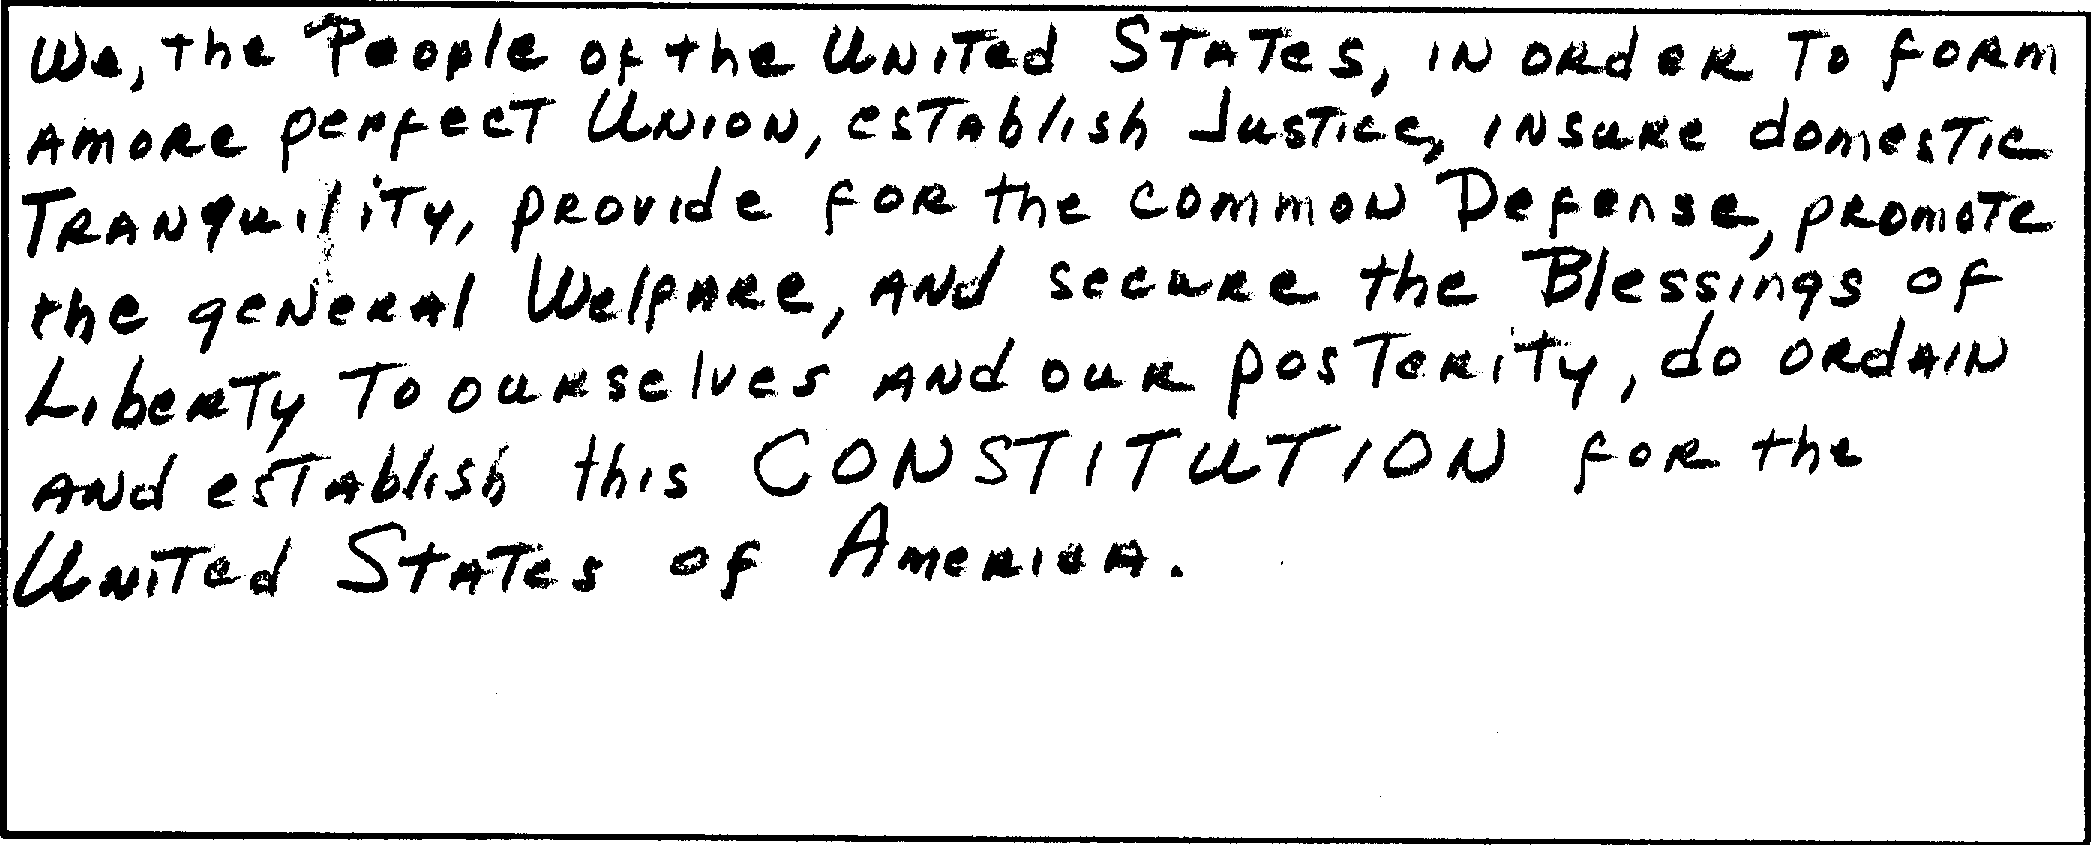 We, the People of the United States, in order to form
a more perfect Union, establish Justice, insure domestic
Tranquility, provide for the common Defense, promote
the general Welfare, and secure the Blessings of
Liberty to ourselves and our posterity, do ordain
and establish this CONSTITUTION for the
United States of America.